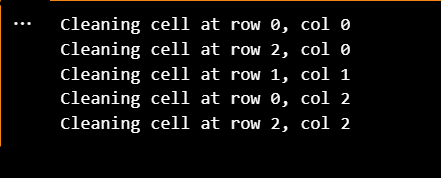 ...
Cleaning cell at row 0, col 0
Cleaning cell at row 2, col 0
Cleaning cell at row 1, col 1
Cleaning cell at row 0, col 2
Cleaning cell at row 2, col 2